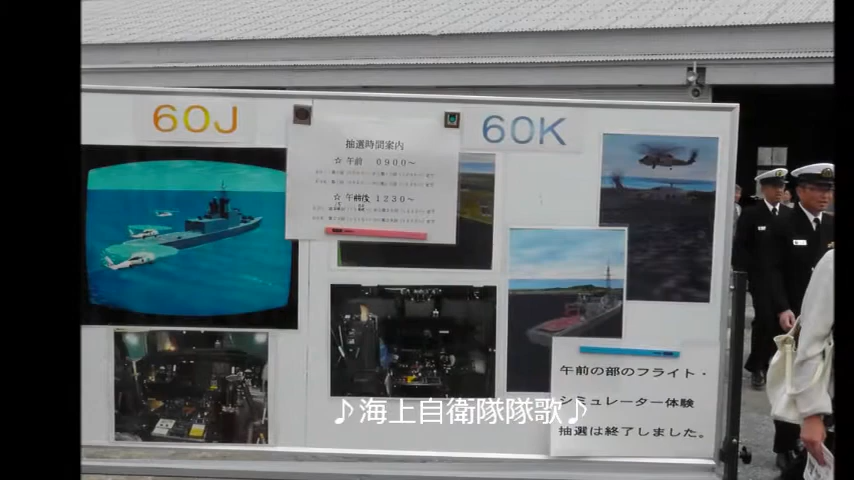 60J
60K
抽選時間案内
☆午前 0900～
☆午後 1230～
午前の部のフライト・
シミュレーター体験
抽選は終了しました。
♪海上自衛隊隊歌♪